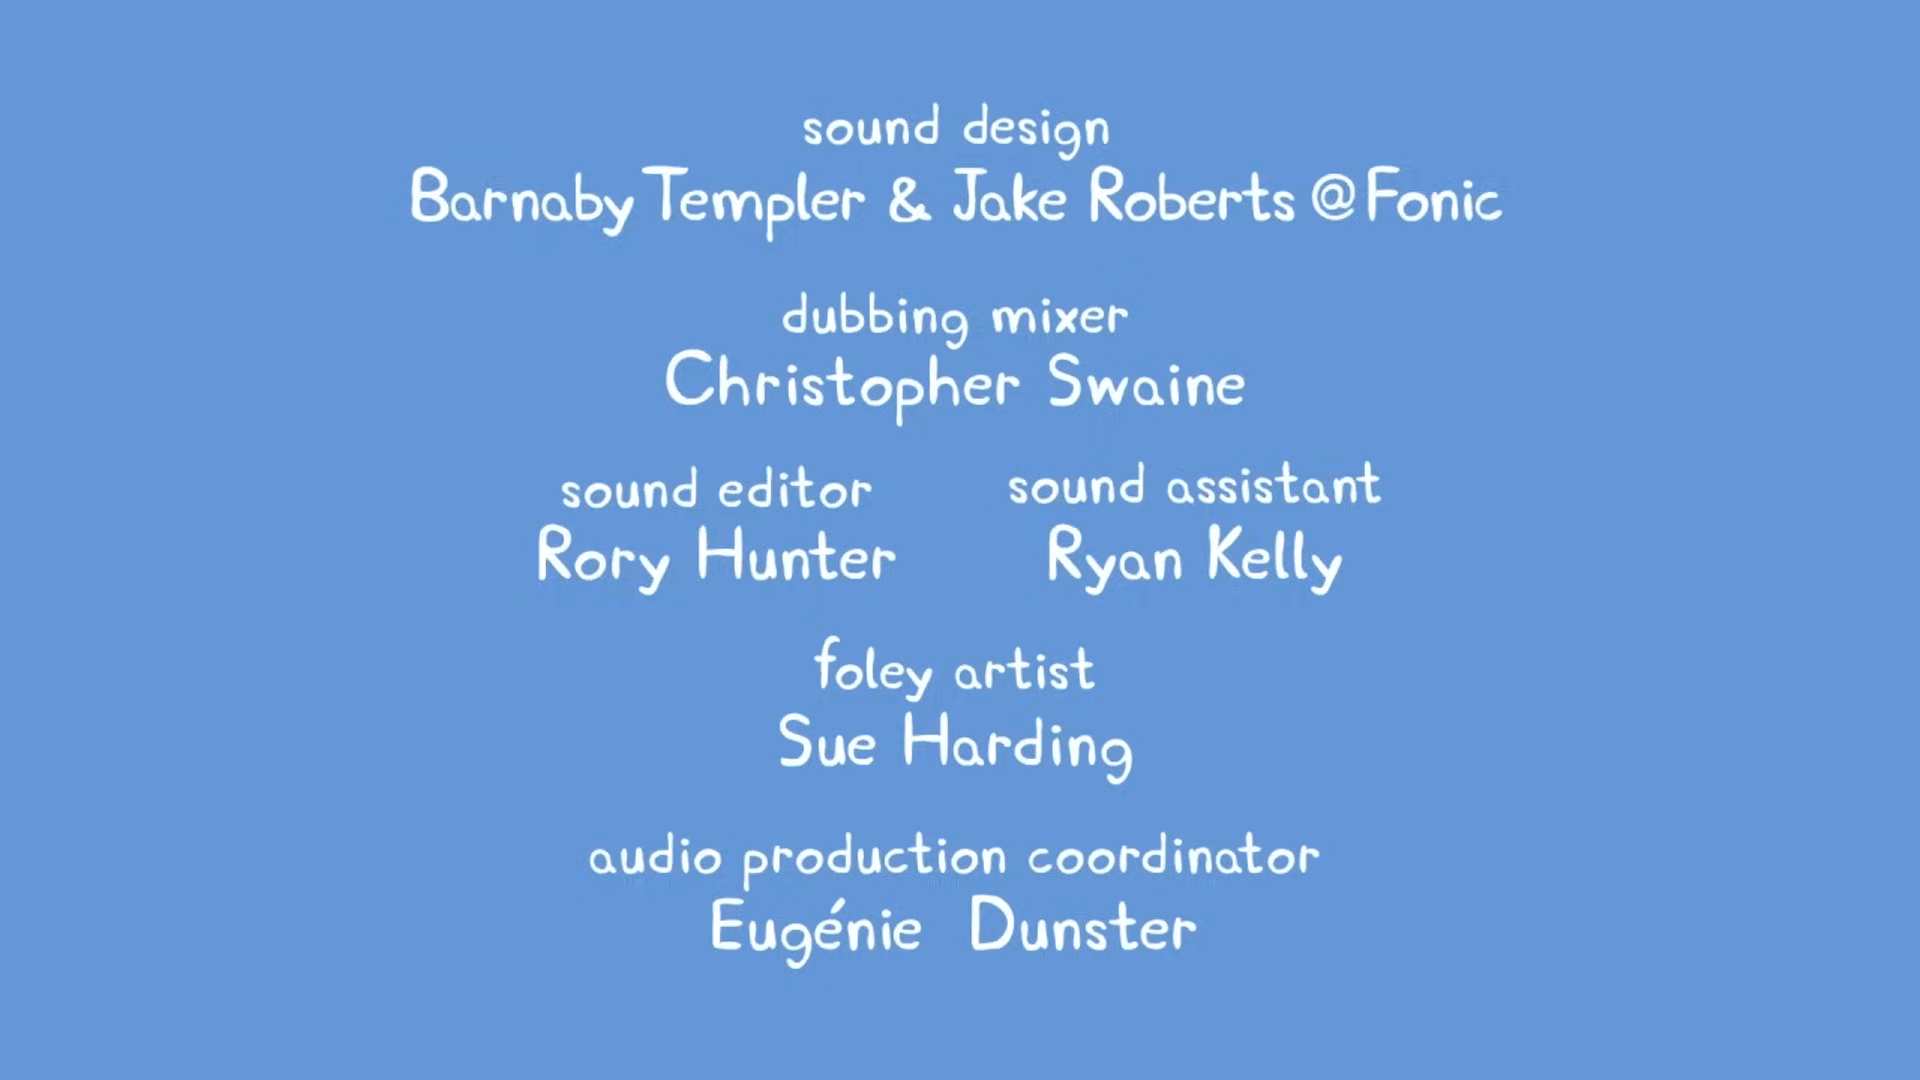 sound design
Barnaby Templer & Jake Roberts @ Fonic
dubbing mixer
Christopher Swaine
sound editor
Rory Hunter
sound assistant
Ryan Kelly
foley artist
Sue Harding
audio production coordinator
Eugénie Dunster